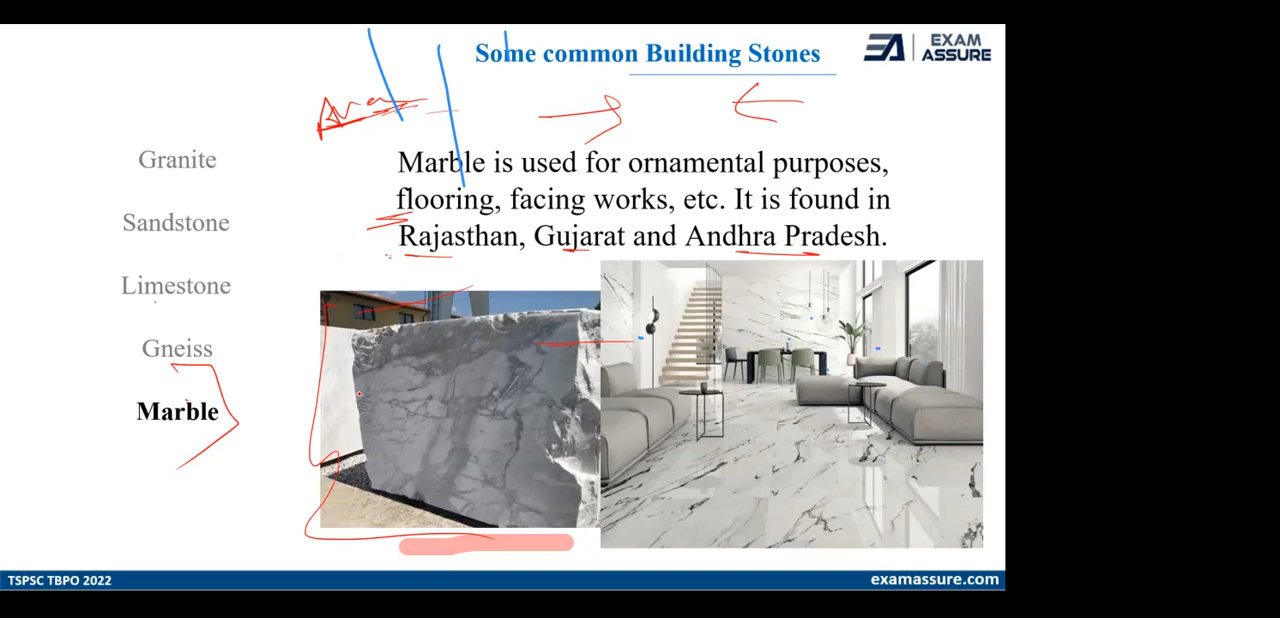 Some common Building Stones
EXAM
ASSURE
Granite
Sandstone
Limestone
Gneiss
Marble
Marble is used for ornamental purposes,
flooring, facing works, etc. It is found in
Rajasthan, Gujarat and Andhra Pradesh.
TSPSC TBPO 2022
examassure.com